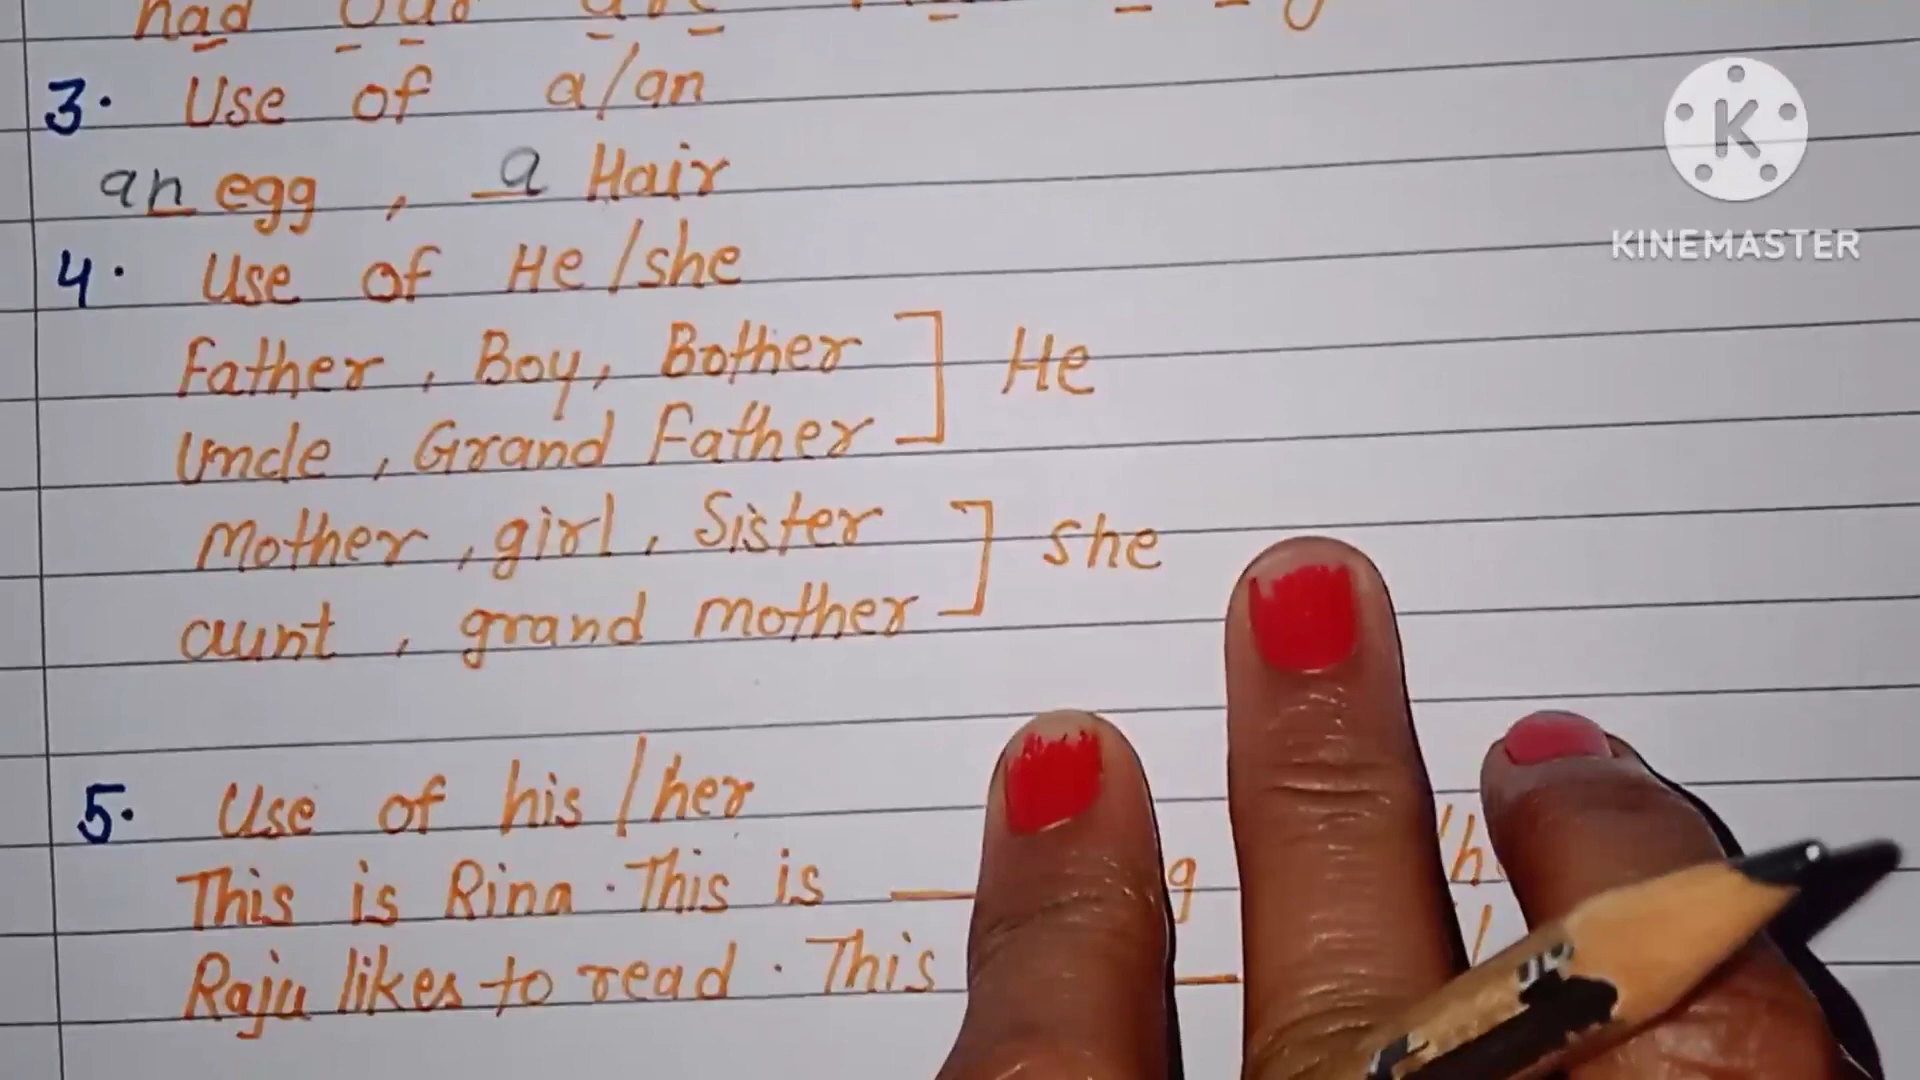 had
3. Use of a/an
an egg, a Hair
4. Use of He/she
Father, Boy, Bother ] He
Uncle, Grand Father
Mother, girl, Sister ] she
aunt, grand mother
5. Use of his/her
This is Rina. This is ___
Raju likes to read. This
KINEMASTER